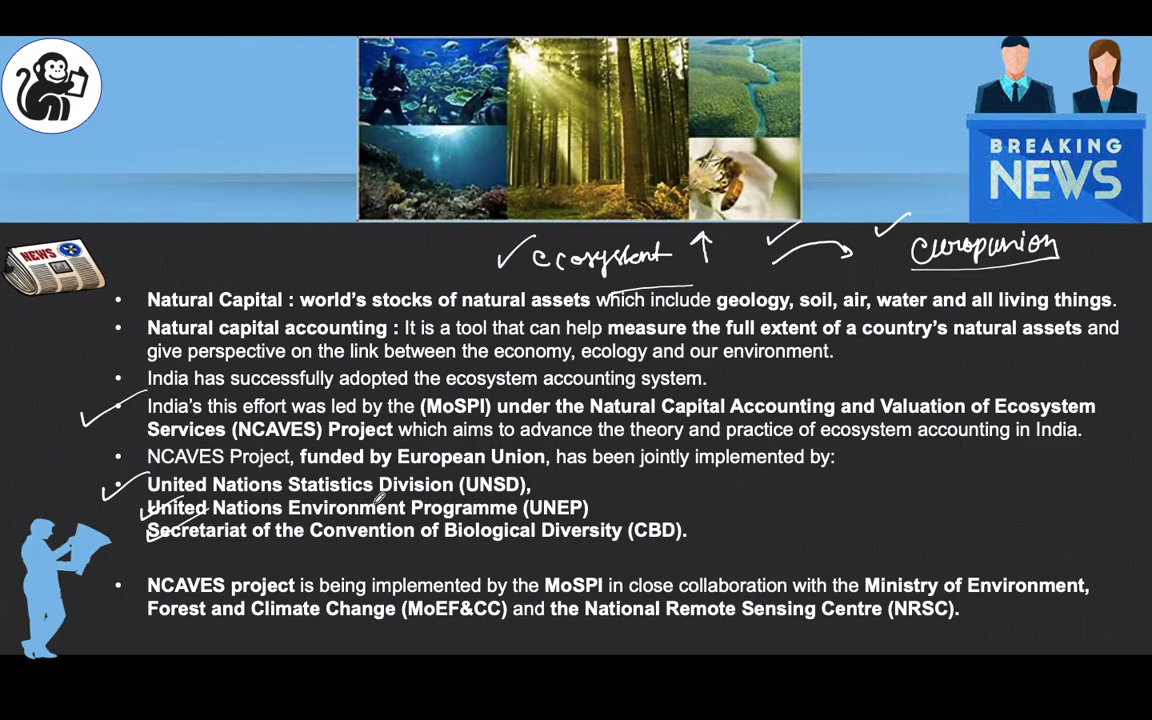 BREAKING
NEWS
NEWS
ecosystent
europunion
• Natural Capital : world's stocks of natural assets which include geology, soil, air, water and all living things.
• Natural capital accounting : It is a tool that can help measure the full extent of a country's natural assets and
give perspective on the link between the economy, ecology and our environment.
• India has successfully adopted the ecosystem accounting system.
• India's this effort was led by the (MoSPI) under the Natural Capital Accounting and Valuation of Ecosystem
Services (NCAVES) Project which aims to advance the theory and practice of ecosystem accounting in India.
• NCAVES Project, funded by European Union, has been jointly implemented by:
• United Nations Statistics Division (UNSD),
United Nations Environment Programme (UNEP)
Secretariat of the Convention of Biological Diversity (CBD).
• NCAVES project is being implemented by the MoSPI in close collaboration with the Ministry of Environment,
Forest and Climate Change (MoEF&CC) and the National Remote Sensing Centre (NRSC).